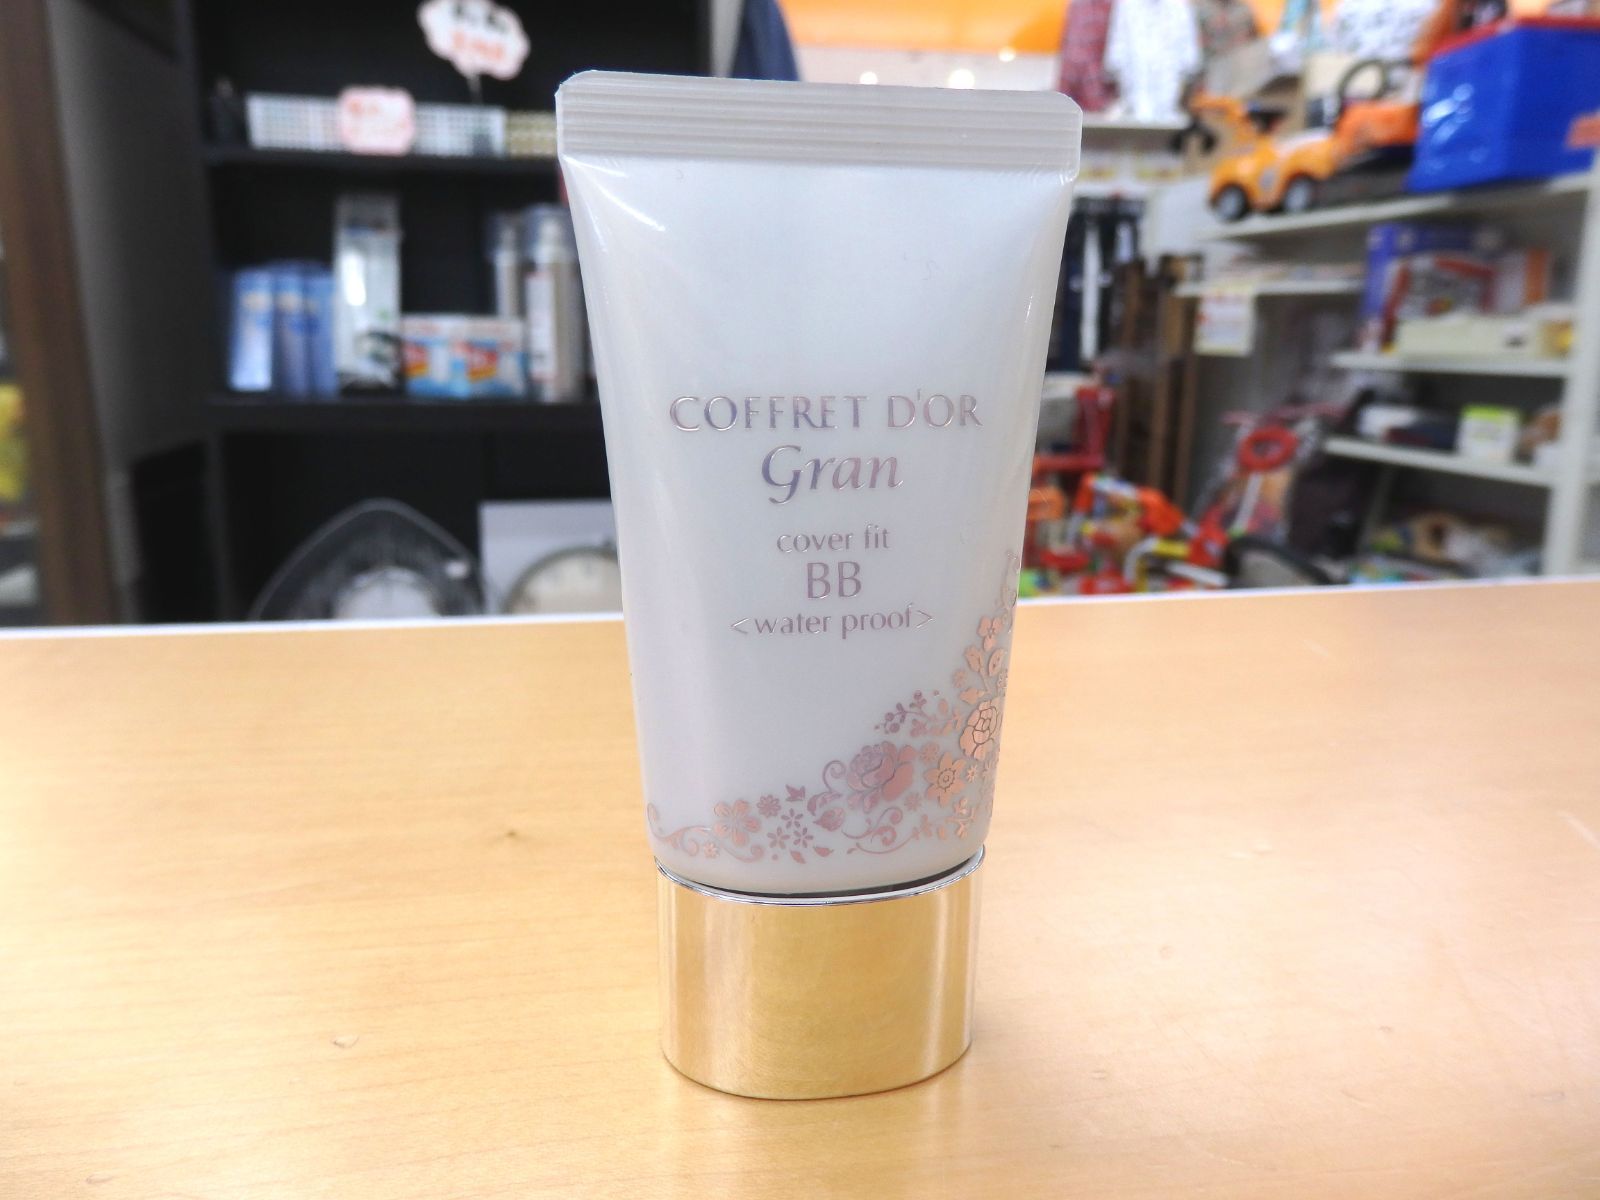 COFFRET D'OR
Gran
cover fit
BB
<water proof>